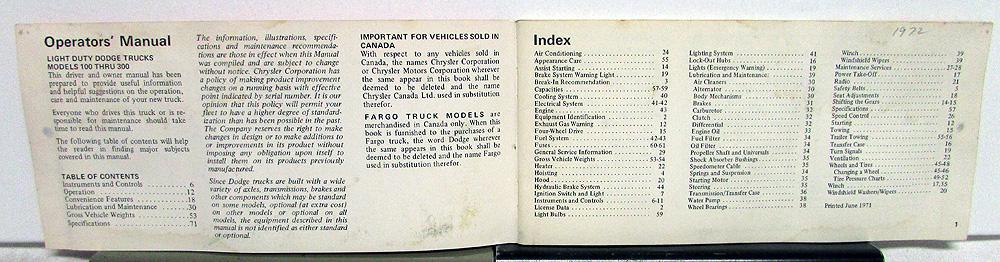 Operators' Manual
LIGHT DUTY DODGE TRUCKS
MODELS 100 THRU 300
This driver and owner manual has been
prepared to provide useful information
and helpful suggestions on the operation,
care and maintenance of your new truck.
Everyone who drives this truck or is re-
sponsible for maintenance should take
time to read this manual.
The following table of contents will help
the reader in finding major subjects
covered in this manual.
TABLE OF CONTENTS
Instruments and Controls . . . . . . 6
Operation . . . . . . 12
Convenience Features . . . . . . 18
Lubrication and Maintenance . . . . . . 30
Gross Vehicle Weights . . . . . . 53
Specifications . . . . . . 71
The information, illustrations, specifi-
cations and maintenance recommenda-
tions are those in effect when this Manual
was compiled and are subject to change
without notice. Chrysler Corporation has
a policy of making product improvement
changes on a running basis with effective
point indicated by serial number. It is our
opinion that this policy will permit your
fleet to have a higher degree of standard-
ization than has been possible in the past.
The Company reserves the right to make
changes in design or to make additions to
or improvements in its product without
imposing any obligation upon itself to
install them on its products previously
manufactured.
Since Dodge trucks are built with a wide
variety of axles, transmissions, brakes and
other components which may be standard
on some models, optional (at extra cost)
on other models or optional on all
models, the equipment described in this
manual is not identified as either standard
or optional.
IMPORTANT FOR VEHICLES SOLD IN
CANADA
With respect to any vehicles sold in
Canada, the names Chrysler Corporation
or Chrysler Motors Corporation wherever
the same appear in this book shall be
deemed to be deleted and the name
Chrysler Canada Ltd. used in substitution
therefor.
FARGO TRUCK MODELS are
merchandised in Canada only. When this
book is furnished to the purchases of a
Fargo truck, the word Dodge wherever
the same appears in this book shall be
deemed to be deleted and the name Fargo
used in substitution therefor.
Index
Air Conditioning . . . . . . 24
Appearance Care . . . . . . 55
Assist Starting . . . . . . 14
Brake System Warning Light . . . . . . 19
Break-In Recommendation . . . . . . 3
Capacities . . . . . . 57-59
Cooling System . . . . . . 40
Electrical System . . . . . . 41-42
Engine . . . . . . 43
Equipment Identification . . . . . . 2
Exhaust Gas Warning . . . . . . 12
Four-Wheel Drive . . . . . . 15
Fuel System . . . . . . 42-43
Fuses . . . . . . 60-61
General Service Information . . . . . . 29
Gross Vehicle Weights . . . . . . 53-54
Heater . . . . . . 22
Hoisting . . . . . . 4
Hood . . . . . . 20
Hydraulic Brake System . . . . . . 44
Ignition Switch and Light . . . . . . 7
Instruments and Controls . . . . . . 6-11
License Data . . . . . . 2
Light Bulbs . . . . . . 59
Lighting System . . . . . . 41
Lock-Out Hubs . . . . . . 16
Lights (Emergency Warning) . . . . . . 19
Lubrication and Maintenance: . . . . . . 39
Air Cleaners . . . . . . 30
Alternator . . . . . . 30
Body Mechanisms . . . . . . 30
Brakes . . . . . . 31
Carburetor . . . . . . 32
Clutch . . . . . . 32
Differential . . . . . . 32
Engine Oil . . . . . . 33
Fuel Filter . . . . . . 34
Oil Filter . . . . . . 34
Propeller Shaft and Universals . . . . . . 34
Shock Absorber Bushings . . . . . . 35
Speedometer Cable . . . . . . 35
Springs and Suspension . . . . . . 34
Starting Motor . . . . . . 35
Steering . . . . . . 35
Transmission/Transfer Case . . . . . . 36
Water Pump . . . . . . 38
Wheel Bearings . . . . . . 38
1972
Winch . . . . . . 39
Windshield Wipers . . . . . . 39
Maintenance Services . . . . . . 27-28
Power Take-Off . . . . . . 17
Radio . . . . . . 21
Safety Belts . . . . . . 5
Seat Adjustments . . . . . . 18
Shifting the Gears . . . . . . 14-15
Specifications . . . . . . 57
Speed Control . . . . . . 26
Starting . . . . . . 12
Towing . . . . . . 15
Trailer Towing . . . . . . 55-56
Transfer Case . . . . . . 16
Turn Signals . . . . . . 19
Ventilation . . . . . . 22
Wheels and Tires . . . . . . 45-48
Changing a Wheel . . . . . . 45-46
Tire Pressure Charts . . . . . . 49-52
Winch . . . . . . 17,35
Windshield Washers/Wipers . . . . . . 20
Printed June 1971
1